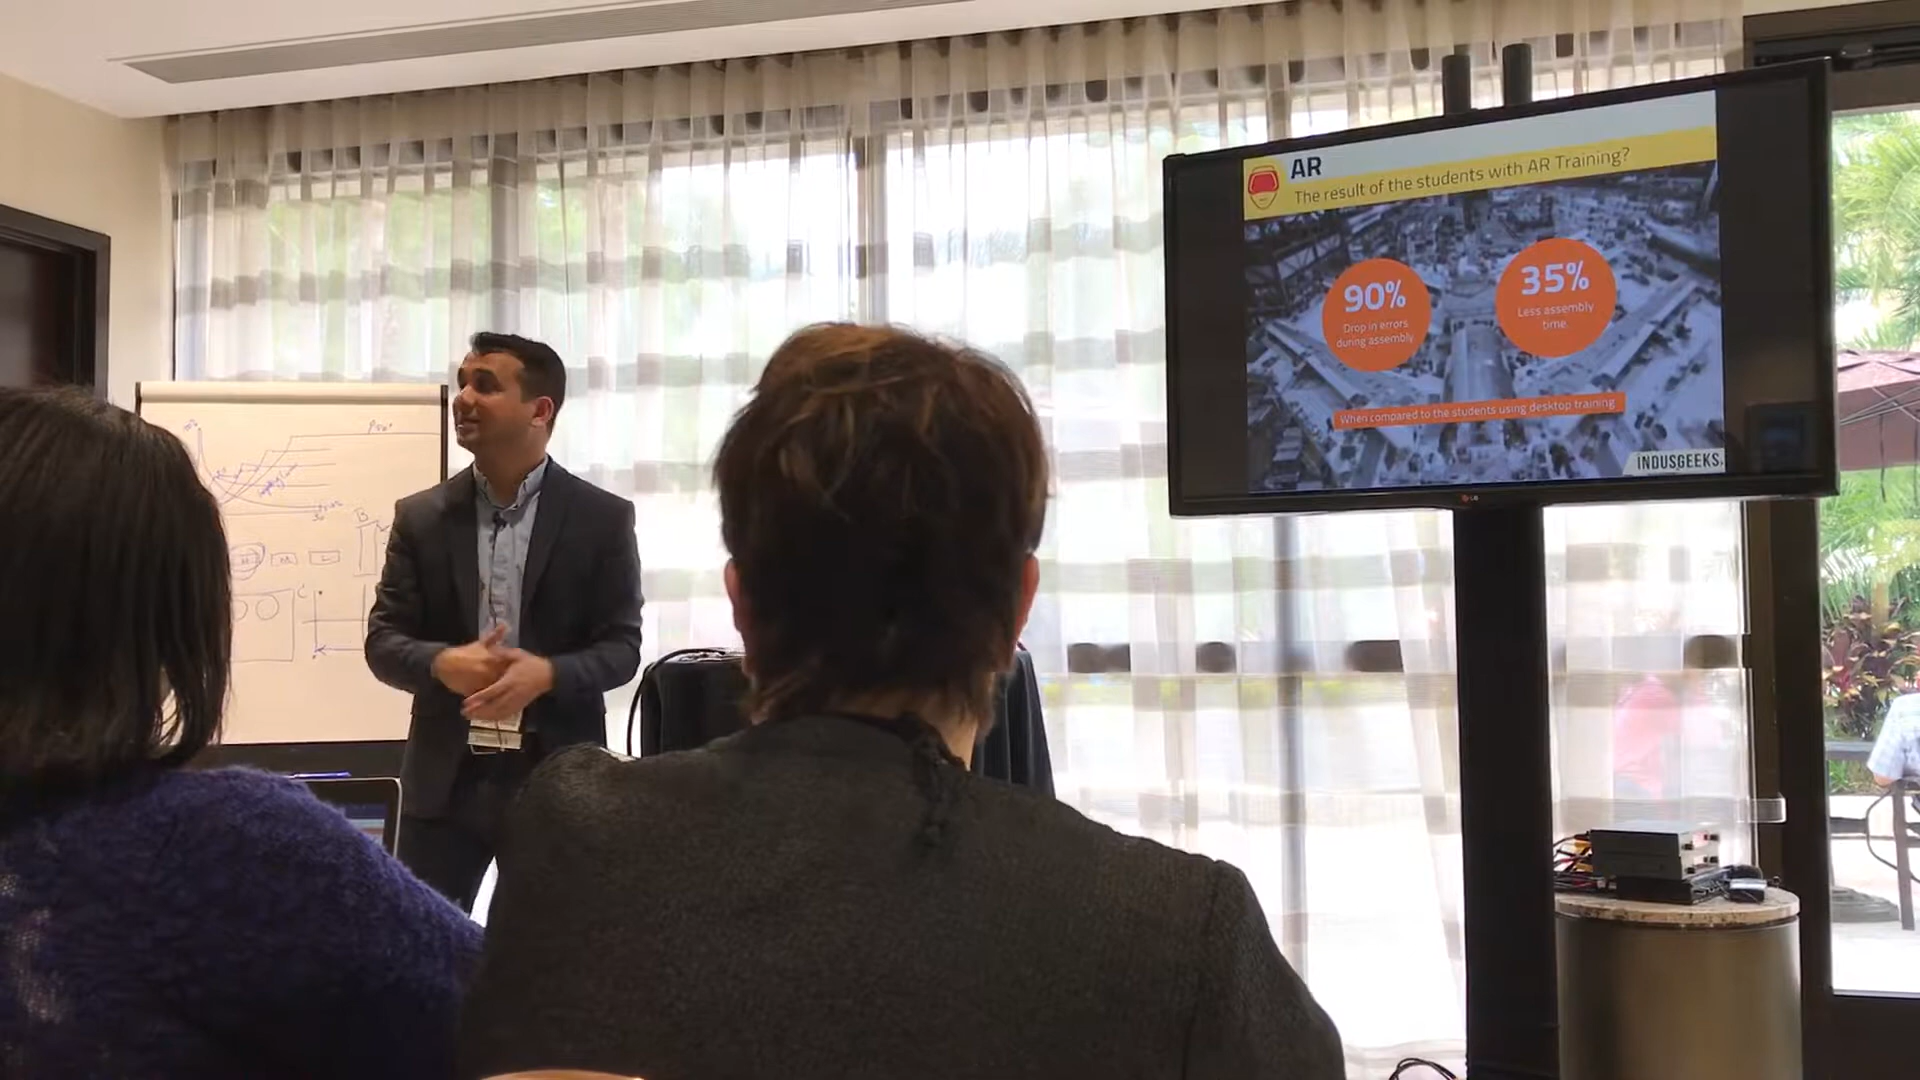 AR
The result of the students with AR Training?
90%
Drop in errors
during assembly
35%
Less assembly
time.
When compared to the students using desktop training
INDUSGEEKS
LG
B
C